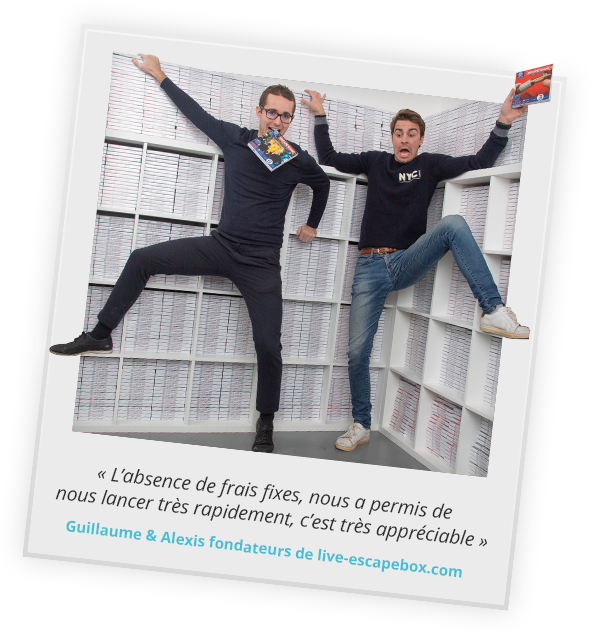 NYC
« L'absence de frais fixes, nous a permis de
nous lancer très rapidement, c'est très appréciable »
Guillaume & Alexis fondateurs de live-escapebox.com